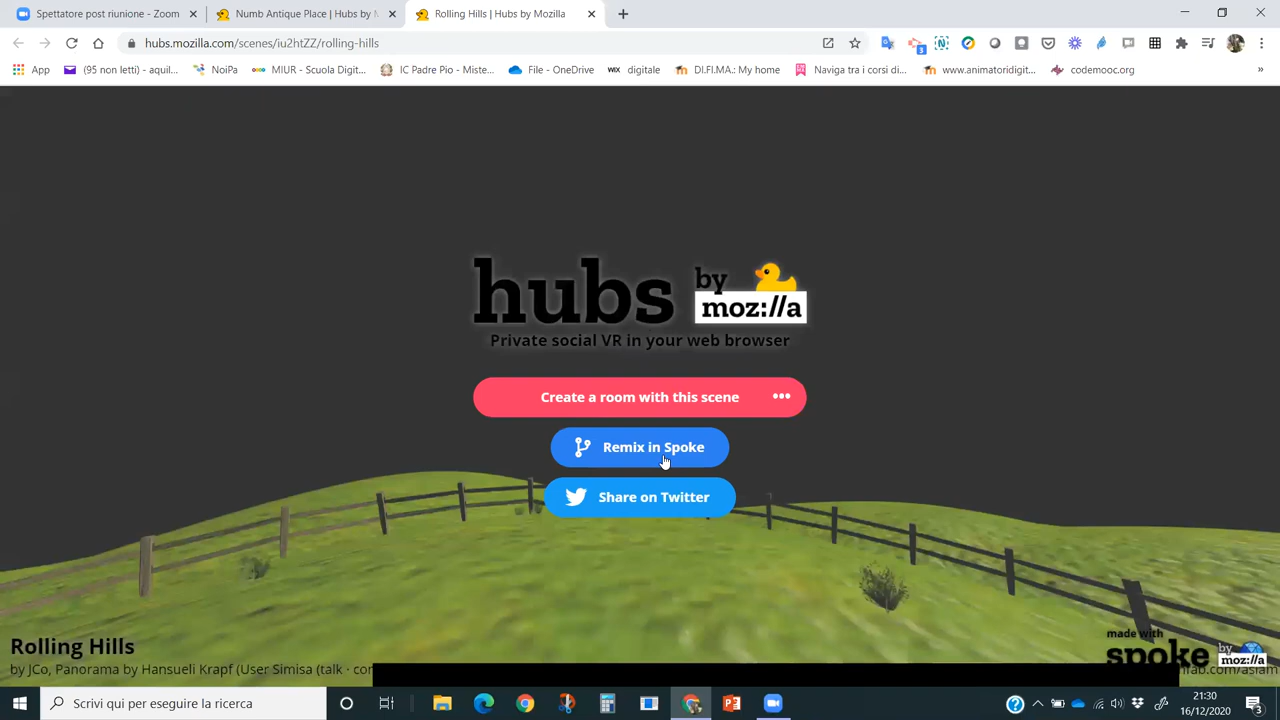 Spettatore post riunione - Zoom
Numb Antique Place | Hubs by M
Rolling Hills | Hubs by Mozilla
hubs.mozilla.com/scenes/iu2htZZ/rolling-hills
3
App
(95 non letti) - aquil...
NoiPa
MIUR - Scuola Digit...
IC Padre Pio - Miste...
File - OneDrive
WIX digitale
DI.FI.MA.: My home
Naviga tra i corsi di...
www.animatoridigit...
codemooc.org
»
hubs by moz://a
Private social VR in your web browser
Create a room with this scene
Remix in Spoke
Share on Twitter
Rolling Hills
made with
spoke by moz://a
by JCo, Panorama by Hansueli Krapf (User Simisa (talk · con
Scrivi qui per eseguire la ricerca
21:30
16/12/2020
3